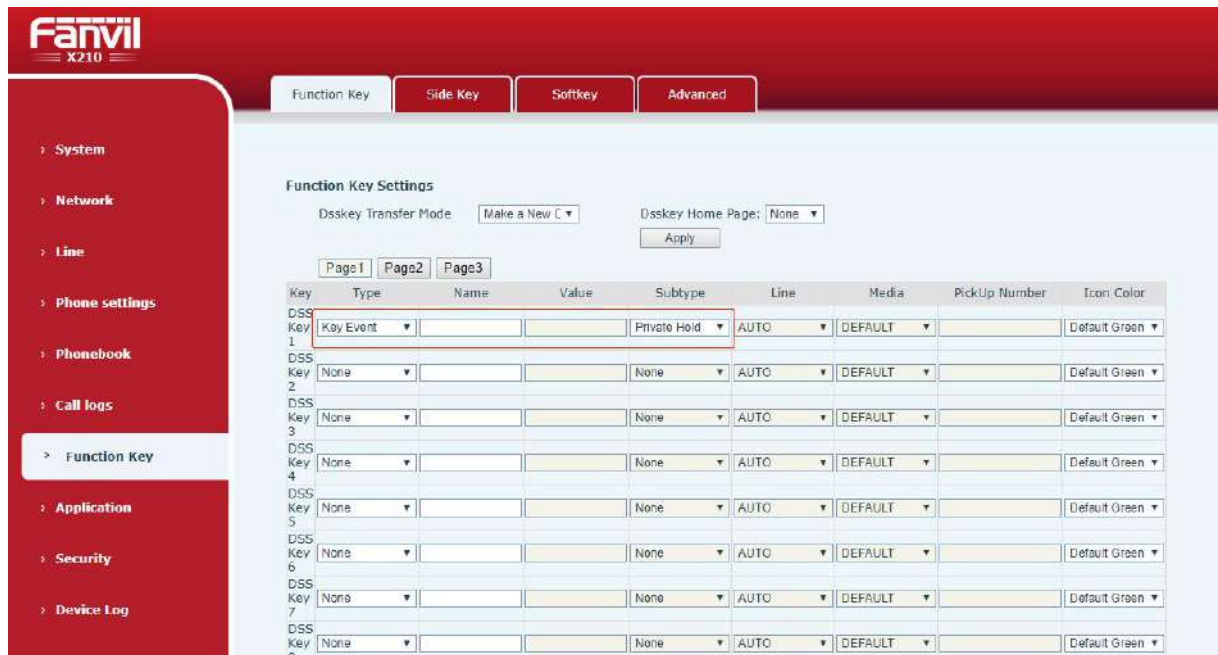 Fanvil
X210
Function Key Side Key Softkey Advanced
System
Network
Line
Phone settings
Phonebook
Call logs
Function Key
Application
Security
Device Log
Function Key Settings
Dsskey Transfer Mode Make a New C Dsskey Home Page: None
Apply
Page1 Page2 Page3
Key Type Name Value Subtype Line Media PickUp Number Icon Color
DSS Key 1 Key Event Private Hold AUTO DEFAULT Default Green
DSS Key 2 None None AUTO DEFAULT Default Green
DSS Key 3 None None AUTO DEFAULT Default Green
DSS Key 4 None None AUTO DEFAULT Default Green
DSS Key 5 None None AUTO DEFAULT Default Green
DSS Key 6 None None AUTO DEFAULT Default Green
DSS Key 7 None None AUTO DEFAULT Default Green
DSS Key None None AUTO DEFAULT Default Green